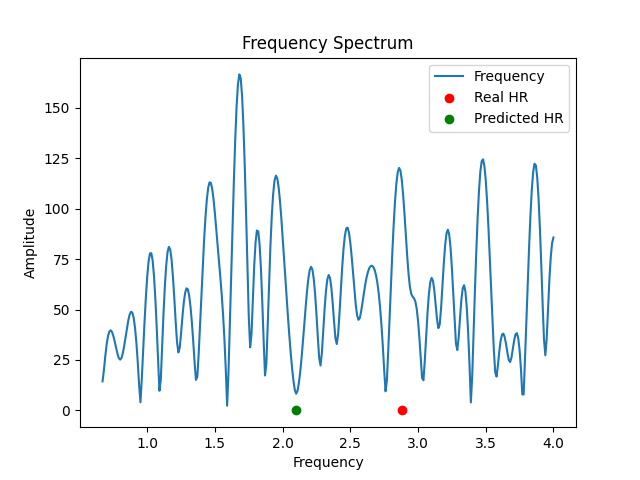 Frequency Spectrum
Frequency
Real HR
Predicted HR
150
125
100
75
50
25
0
Amplitude
1.0 1.5 2.0 2.5 3.0 3.5 4.0
Frequency